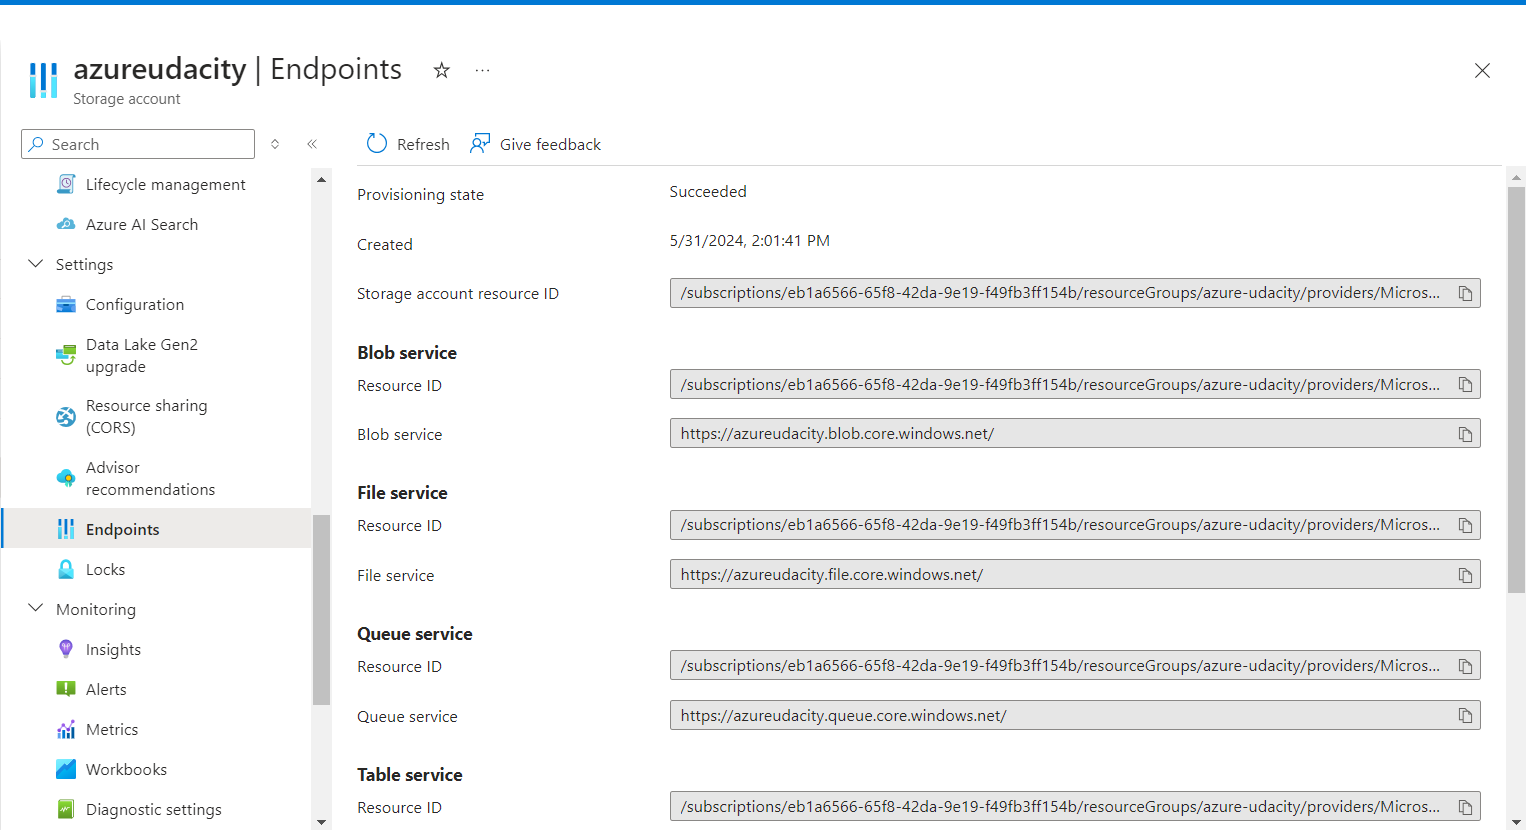 azureudacity | Endpoints
Storage account
Search
Refresh
Give feedback
Lifecycle management
Azure AI Search
Settings
Configuration
Data Lake Gen2
upgrade
Resource sharing
(CORS)
Advisor
recommendations
Endpoints
Locks
Monitoring
Insights
Alerts
Metrics
Workbooks
Diagnostic settings
Provisioning state Succeeded
Created 5/31/2024, 2:01:41 PM
Storage account resource ID /subscriptions/eb1a6566-65f8-42da-9e19-f49fb3ff154b/resourceGroups/azure-udacity/providers/Micros...
Blob service
Resource ID /subscriptions/eb1a6566-65f8-42da-9e19-f49fb3ff154b/resourceGroups/azure-udacity/providers/Micros...
Blob service https://azureudacity.blob.core.windows.net/
File service
Resource ID /subscriptions/eb1a6566-65f8-42da-9e19-f49fb3ff154b/resourceGroups/azure-udacity/providers/Micros...
File service https://azureudacity.file.core.windows.net/
Queue service
Resource ID /subscriptions/eb1a6566-65f8-42da-9e19-f49fb3ff154b/resourceGroups/azure-udacity/providers/Micros...
Queue service https://azureudacity.queue.core.windows.net/
Table service
Resource ID /subscriptions/eb1a6566-65f8-42da-9e19-f49fb3ff154b/resourceGroups/azure-udacity/providers/Micros...